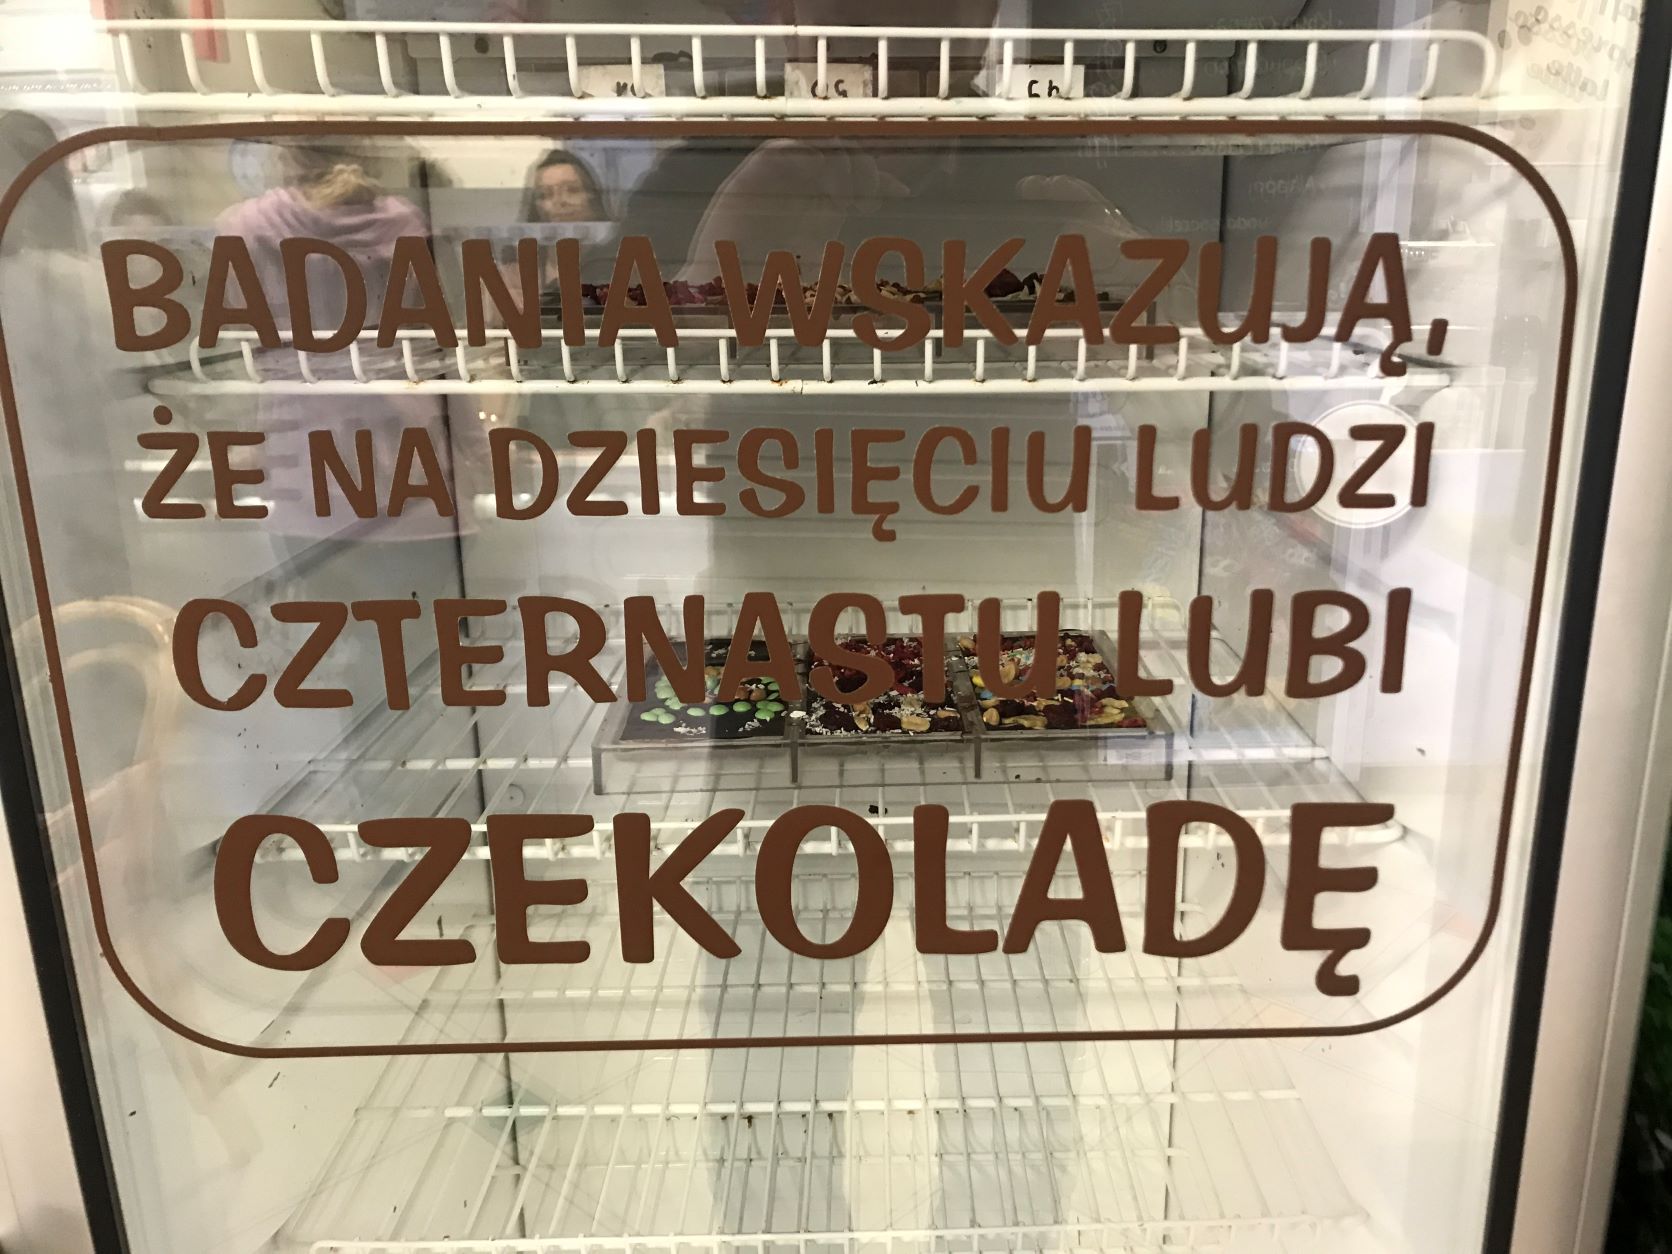 BADANIA WSKAZUJĄ,
ŻE NA DZIESIĘCIU LUDZI
CZTERNASTU LUBI
CZEKOLADĘ